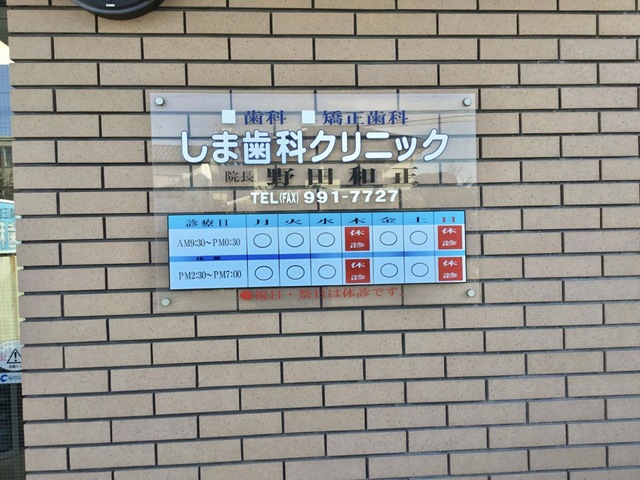 ■ 歯科 ■ 矯正歯科
しま歯科クリニック
院長 野田和正
TEL(FAX) 991-7727
診療日 月 火 水 木 金 土 日
AM9:30～PM0:30 ○ ○ ○ 休診 ○ ○ 休診
PM2:30～PM7:00 ○ ○ ○ 休診 ○ ○ 休診
●祝日・祭日は休診です